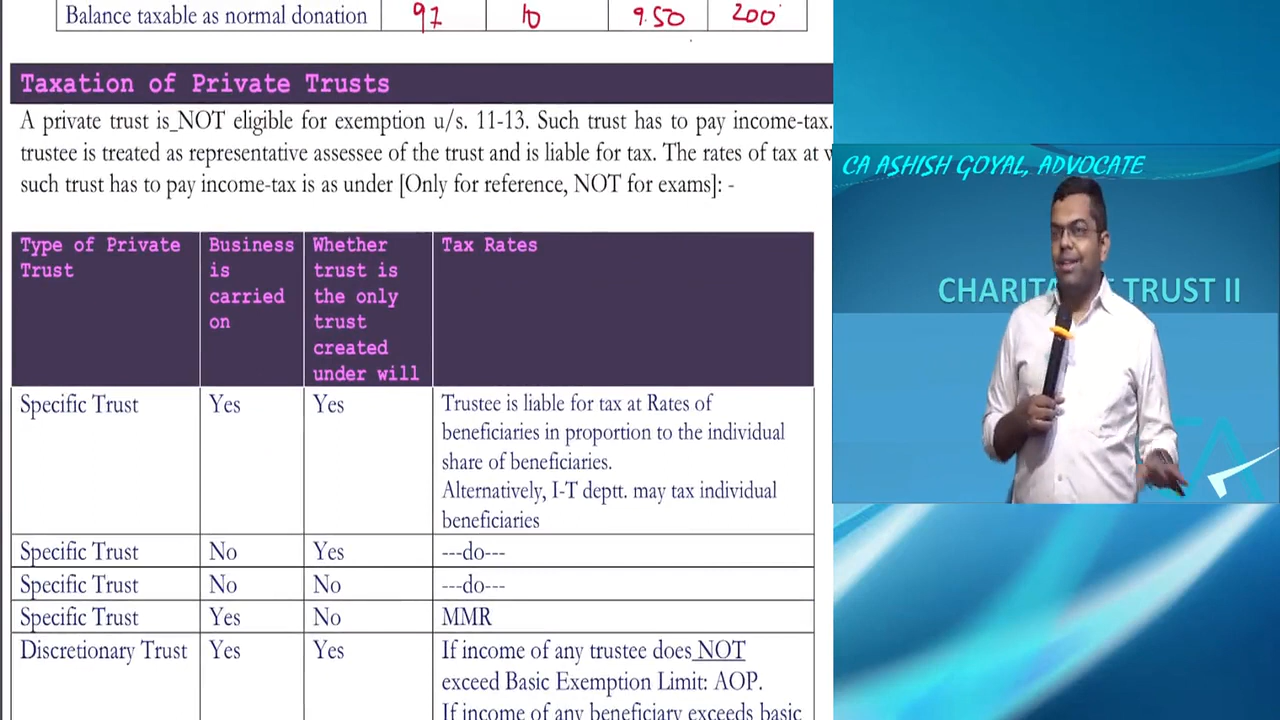 Balance taxable as normal donation 97 10 9.50 200
Taxation of Private Trusts
A private trust is NOT eligible for exemption u/s. 11-13. Such trust has to pay income-tax.
trustee is treated as representative assessee of the trust and is liable for tax. The rates of tax at
such trust has to pay income-tax is as under [Only for reference, NOT for exams]: -
Type of Private Trust
Business is carried on
Whether trust is the only trust created under will
Tax Rates
Specific Trust
Yes
Yes
Trustee is liable for tax at Rates of
beneficiaries in proportion to the individual
share of beneficiaries.
Alternatively, I-T deptt. may tax individual
beneficiaries
Specific Trust No Yes ---do---
Specific Trust No No ---do---
Specific Trust Yes No MMR
Discretionary Trust
Yes
Yes
If income of any trustee does NOT
exceed Basic Exemption Limit: AOP.
If income of any beneficiary exceeds basic
CA ASHISH GOYAL, ADVOCATE
TRUST II